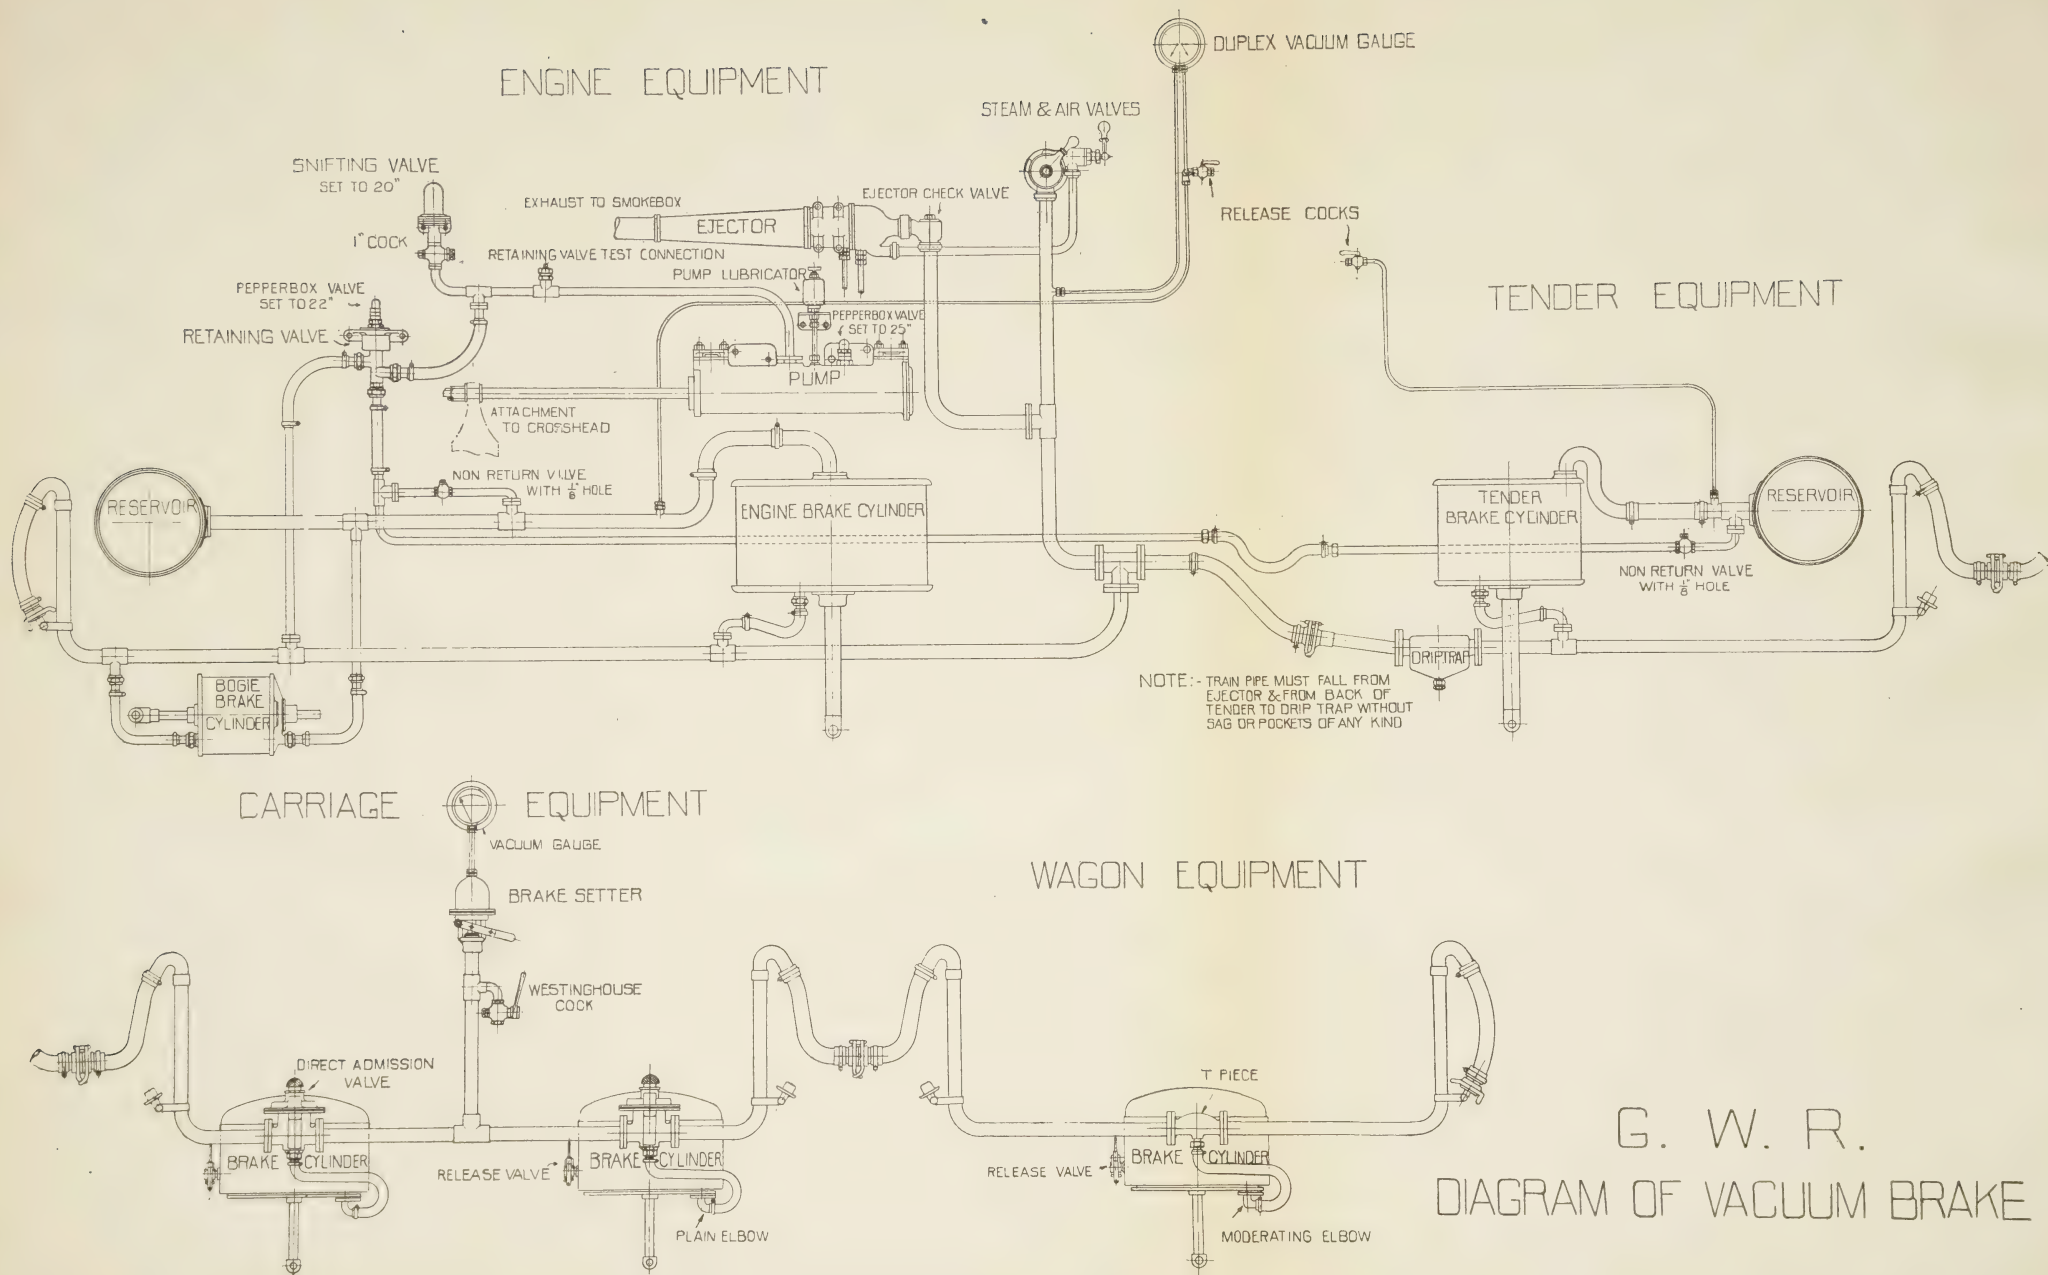 ENGINE EQUIPMENT
DUPLEX VACUUM GAUGE
STEAM & AIR VALVES
SNIFTING VALVE
SET TO 20"
1" COCK
EXHAUST TO SMOKEBOX
EJECTOR
EJECTOR CHECK VALVE
RELEASE COCKS
RETAINING VALVE TEST CONNECTION
PUMP LUBRICATOR
PEPPERBOX VALVE
SET TO 22"
RETAINING VALVE
PEPPERBOX VALVE
SET TO 25"
PUMP
ATTACHMENT
TO CROSSHEAD
TENDER EQUIPMENT
NON RETURN VALVE
WITH 1/8" HOLE
RESERVOIR
ENGINE BRAKE CYLINDER
TENDER
BRAKE CYLINDER
RESERVOIR
NON RETURN VALVE
WITH 1/8" HOLE
BOGIE
BRAKE
CYLINDER
DRIP TRAP
NOTE:- TRAIN PIPE MUST FALL FROM
EJECTOR & FROM BACK OF
TENDER TO DRIP TRAP WITHOUT
SAG OR POCKETS OF ANY KIND
CARRIAGE EQUIPMENT
VACUUM GAUGE
BRAKE SETTER
WESTINGHOUSE
COCK
DIRECT ADMISSION
VALVE
BRAKE CYLINDER
RELEASE VALVE
BRAKE CYLINDER
PLAIN ELBOW
WAGON EQUIPMENT
T PIECE
RELEASE VALVE
BRAKE CYLINDER
MODERATING ELBOW
G. W. R.
DIAGRAM OF VACUUM BRAKE